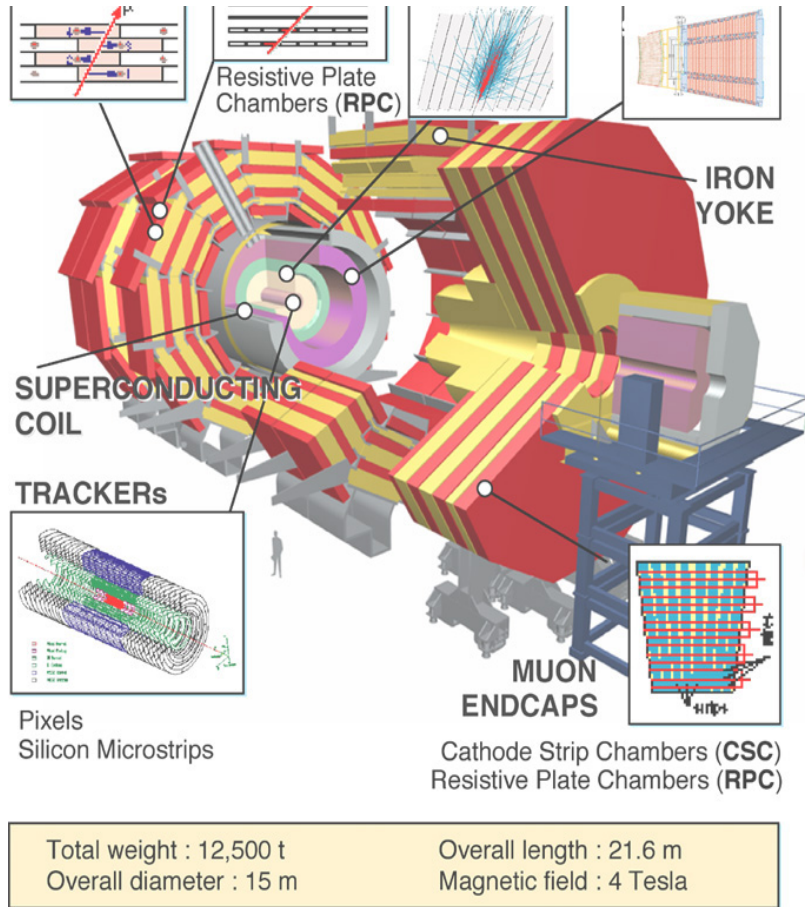 μ
Resistive Plate
Chambers (RPC)
IRON
YOKE
SUPERCONDUCTING
COIL
TRACKERs
Pixels
Silicon Microstrips
MUON
ENDCAPS
Cathode Strip Chambers (CSC)
Resistive Plate Chambers (RPC)
Total weight : 12,500 t
Overall diameter : 15 m
Overall length : 21.6 m
Magnetic field : 4 Tesla